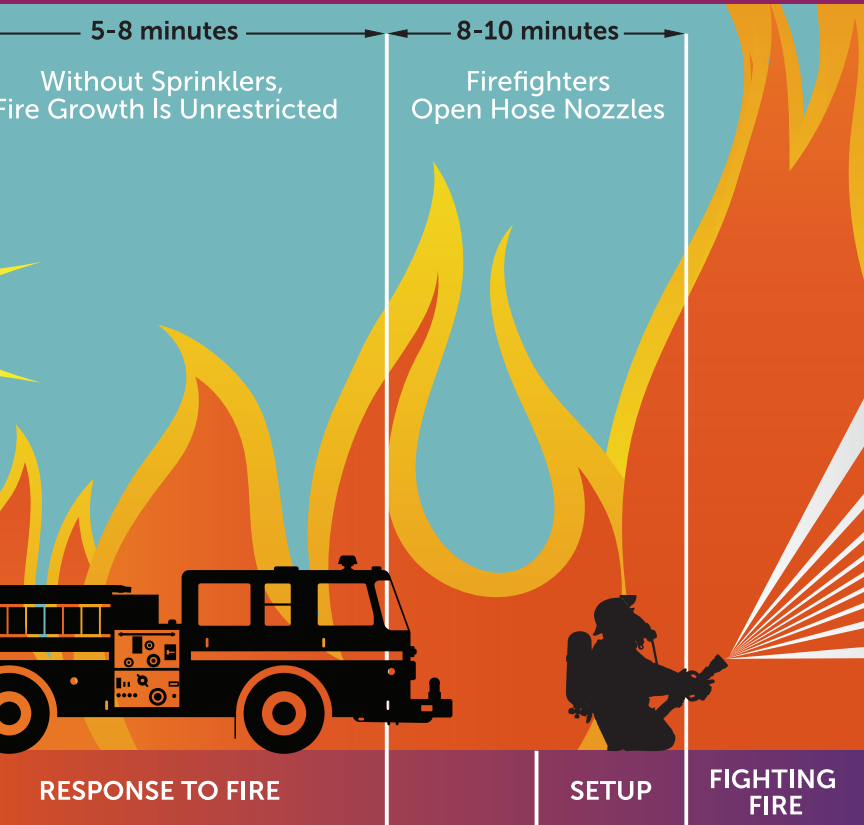 5-8 minutes
8-10 minutes
Without Sprinklers,
Fire Growth Is Unrestricted
Firefighters
Open Hose Nozzles
RESPONSE TO FIRE
SETUP
FIGHTING
FIRE